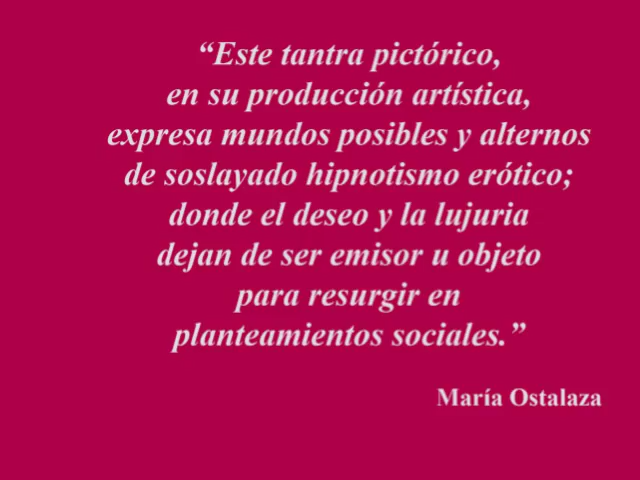 “Este tantra pictórico,
en su producción artística,
expresa mundos posibles y alternos
de soslayado hipnotismo erótico;
donde el deseo y la lujuria
dejan de ser emisor u objeto
para resurgir en
planteamientos sociales.”
María Ostalaza